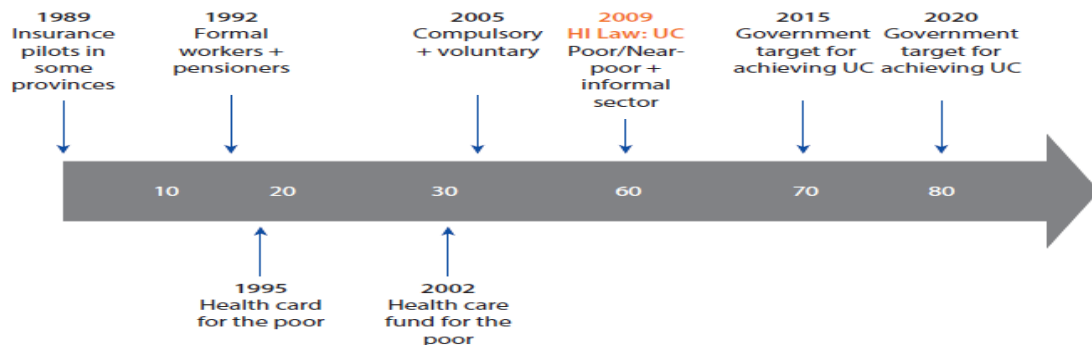 1989
Insurance
pilots in
some
provinces
1992
Formal
workers +
pensioners
2005
Compulsory
+ voluntary
2009
HI Law: UC
Poor/Near-
poor +
informal
sector
2015
Government
target for
achieving UC
2020
Government
target for
achieving UC
10 20 30 60 70 80
1995
Health card
for the poor
2002
Health care
fund for the
poor